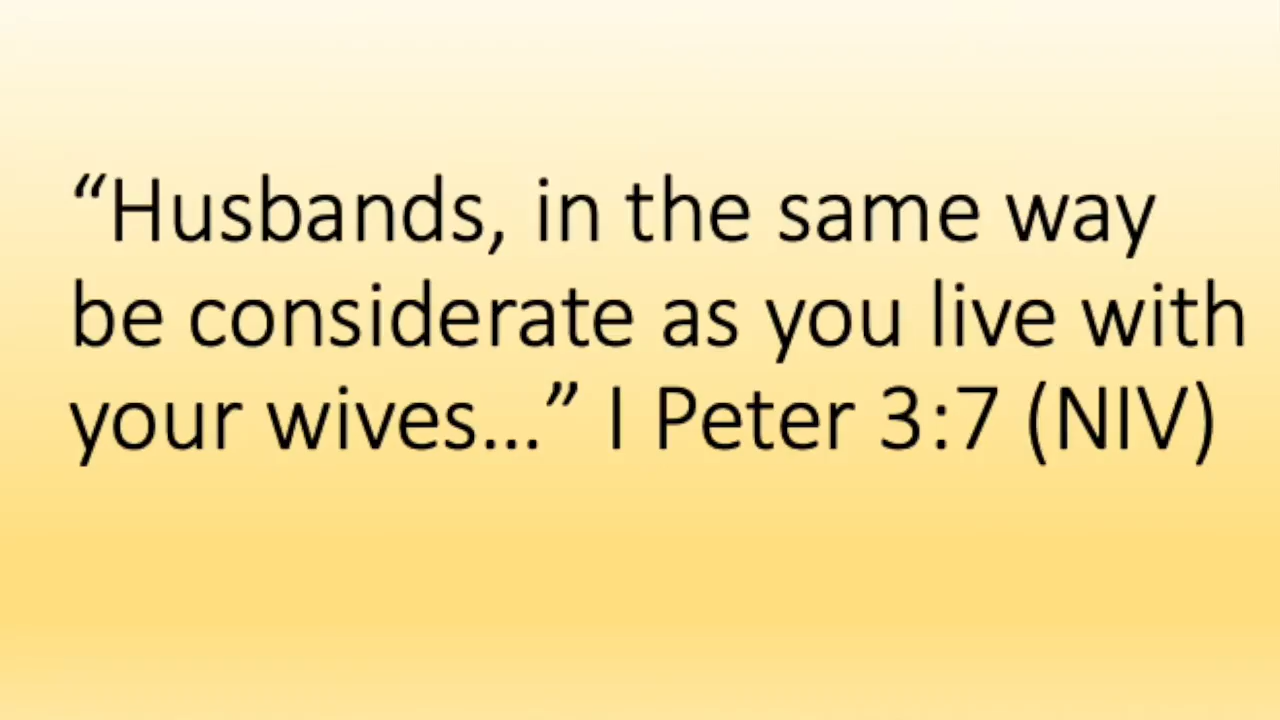 “Husbands, in the same way
be considerate as you live with
your wives...” I Peter 3:7 (NIV)